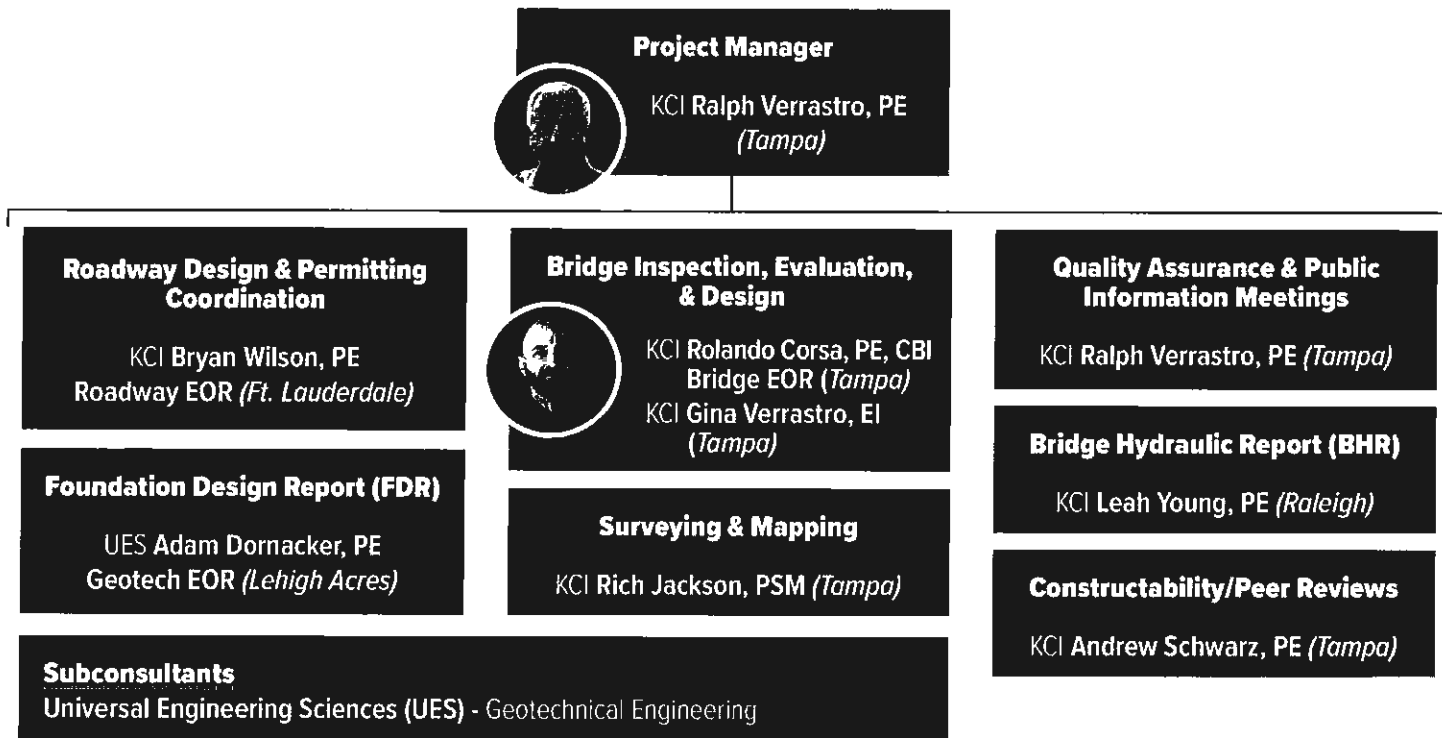 Project Manager
KCI Ralph Verrastro, PE
(Tampa)
Roadway Design & Permitting
Coordination
KCI Bryan Wilson, PE
Roadway EOR (Ft. Lauderdale)
Foundation Design Report (FDR)
UES Adam Dornacker, PE
Geotech EOR (Lehigh Acres)
Bridge Inspection, Evaluation,
& Design
KCI Rolando Corsa, PE, CBI
Bridge EOR (Tampa)
KCI Gina Verrastro, EI
(Tampa)
Surveying & Mapping
KCI Rich Jackson, PSM (Tampa)
Quality Assurance & Public
Information Meetings
KCI Ralph Verrastro, PE (Tampa)
Bridge Hydraulic Report (BHR)
KCI Leah Young, PE (Raleigh)
Constructability/Peer Reviews
KCI Andrew Schwarz, PE (Tampa)
Subconsultants
Universal Engineering Sciences (UES) - Geotechnical Engineering